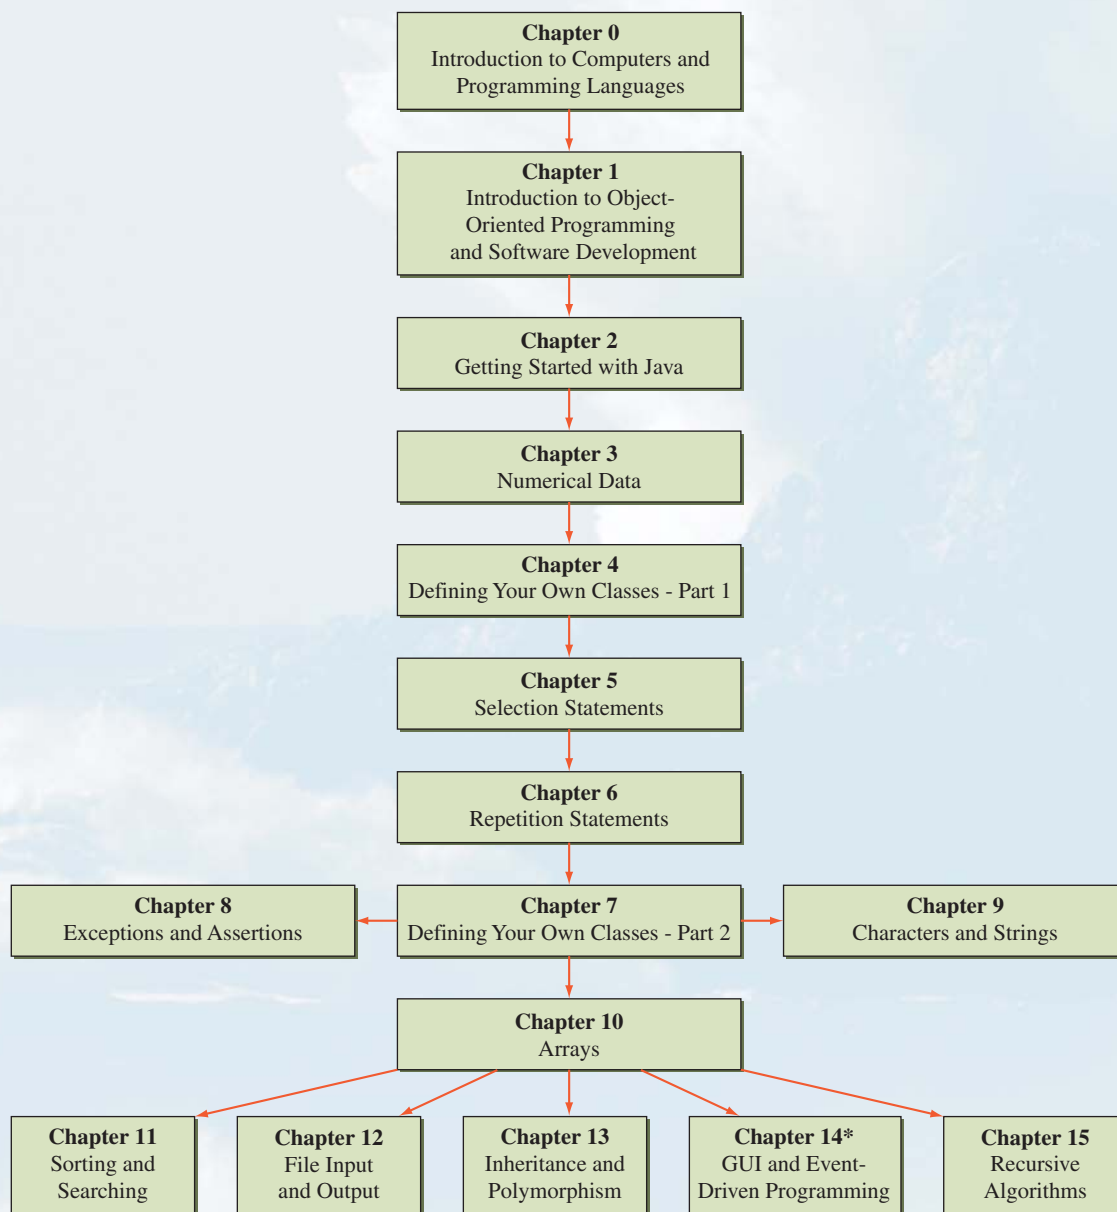 Chapter 0
Introduction to Computers and
Programming Languages
Chapter 1
Introduction to Object-
Oriented Programming
and Software Development
Chapter 2
Getting Started with Java
Chapter 3
Numerical Data
Chapter 4
Defining Your Own Classes - Part 1
Chapter 5
Selection Statements
Chapter 6
Repetition Statements
Chapter 8
Exceptions and Assertions
Chapter 7
Defining Your Own Classes - Part 2
Chapter 9
Characters and Strings
Chapter 10
Arrays
Chapter 11
Sorting and
Searching
Chapter 12
File Input
and Output
Chapter 13
Inheritance and
Polymorphism
Chapter 14*
GUI and Event-
Driven Programming
Chapter 15
Recursive
Algorithms